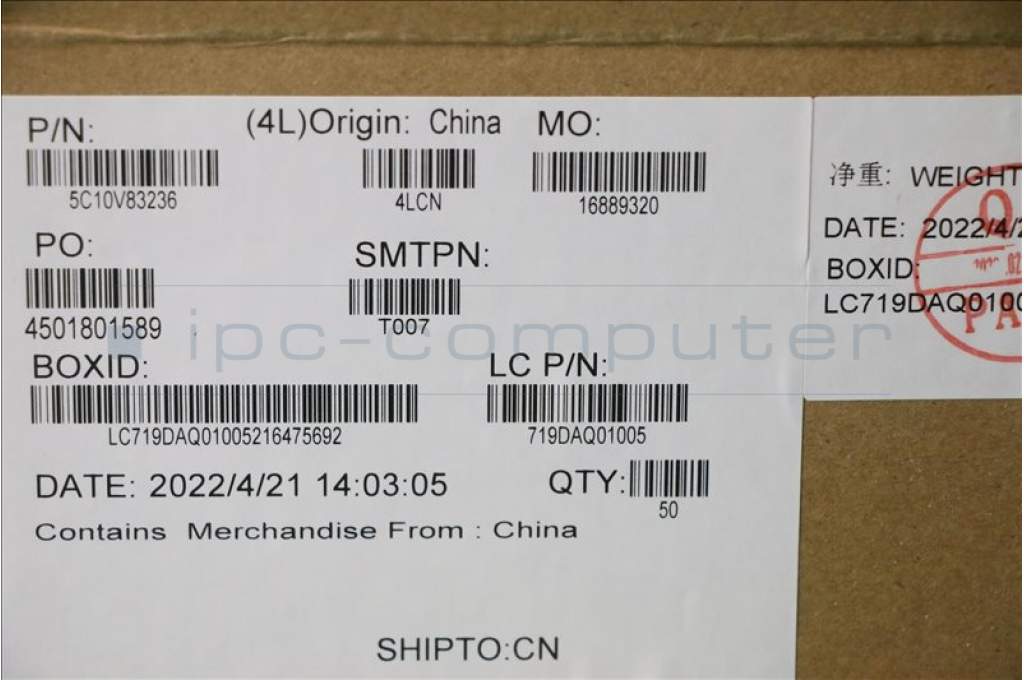 P/N: (4L)Origin: China MO:
5C10V83236 4LCN 16889320
PO: SMTPN:
4501801589 T007
BOXID: LC P/N:
LC719DAQ01005216475692 719DAQ01005
DATE: 2022/4/21 14:03:05 QTY:
50
Contains Merchandise From : China
SHIPTO:CN
净重: WEIGHT
DATE: 2022/4/2
BOXID:
LC719DAQ0100
Q
PA
ipc-computer